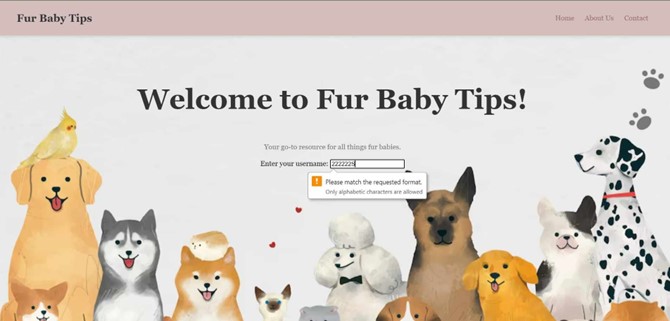 Fur Baby Tips
Home About Us Contact
Welcome to Fur Baby Tips!
Your go-to resource for all things fur babies.
Enter your username: 2222225
Please match the requested format.
Only alphabetic characters are allowed